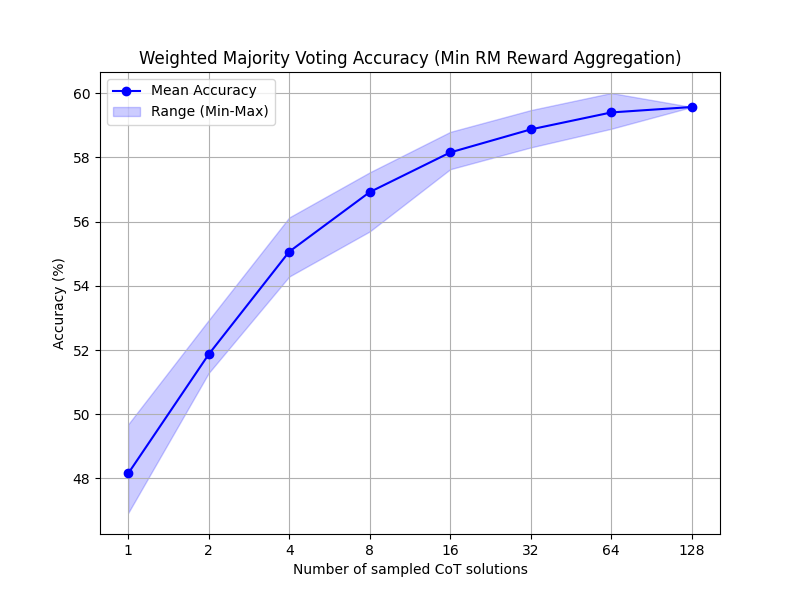 Weighted Majority Voting Accuracy (Min RM Reward Aggregation)
Mean Accuracy
Range (Min-Max)
Accuracy (%)
60
58
56
54
52
50
48
1 2 4 8 16 32 64 128
Number of sampled CoT solutions